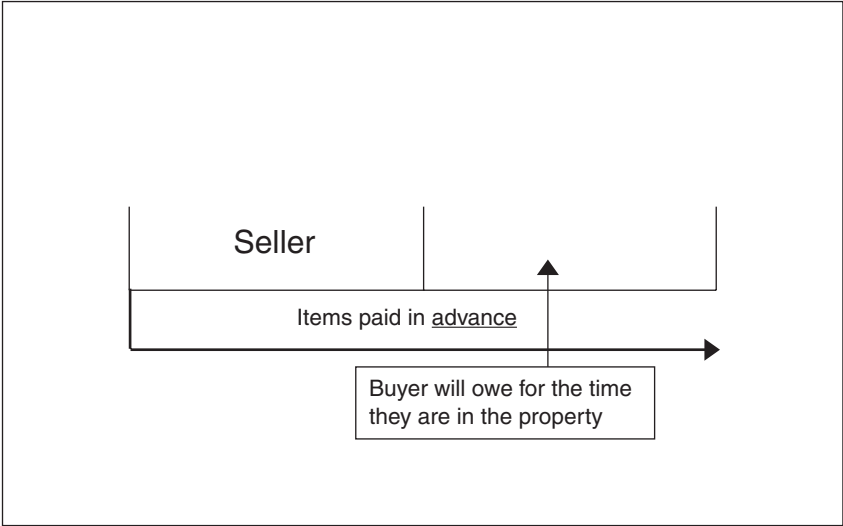 Seller
Items paid in advance
Buyer will owe for the time
they are in the property